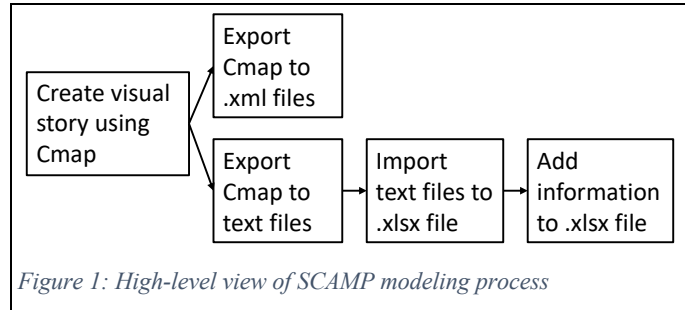 Create visual
story using
Cmap
Export
Cmap to
.xml files
Export
Cmap to
text files
Import
text files to
.xlsx file
Add
information
to .xlsx file
Figure 1: High-level view of SCAMP modeling process